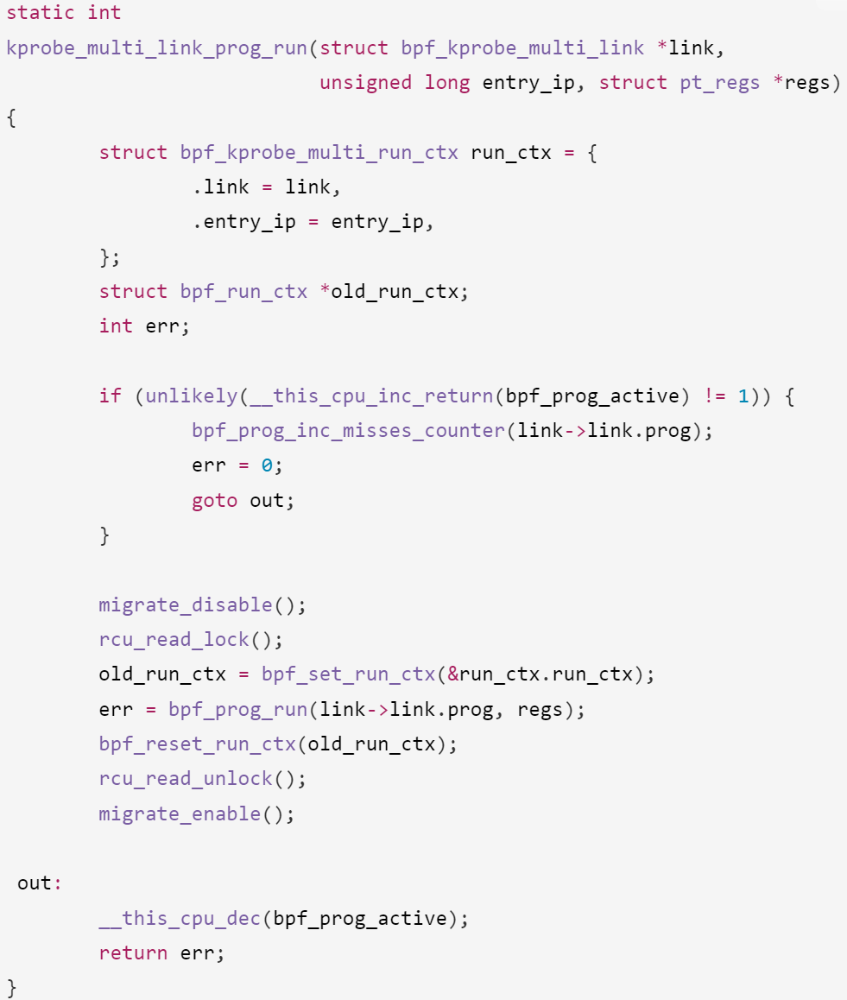 static int
kprobe_multi_link_prog_run(struct bpf_kprobe_multi_link *link,
                           unsigned long entry_ip, struct pt_regs *regs)
{
        struct bpf_kprobe_multi_run_ctx run_ctx = {
                .link = link,
                .entry_ip = entry_ip,
        };
        struct bpf_run_ctx *old_run_ctx;
        int err;

        if (unlikely(__this_cpu_inc_return(bpf_prog_active) != 1)) {
                bpf_prog_inc_misses_counter(link->link.prog);
                err = 0;
                goto out;
        }

        migrate_disable();
        rcu_read_lock();
        old_run_ctx = bpf_set_run_ctx(&run_ctx.run_ctx);
        err = bpf_prog_run(link->link.prog, regs);
        bpf_reset_run_ctx(old_run_ctx);
        rcu_read_unlock();
        migrate_enable();

 out:
        __this_cpu_dec(bpf_prog_active);
        return err;
}